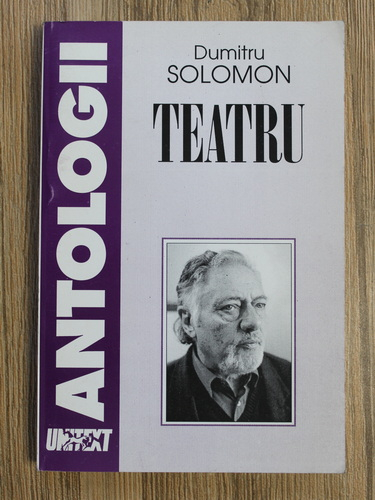 Dumitru
SOLOMON
TEATRU
ANTOLOGII
UNITEXT